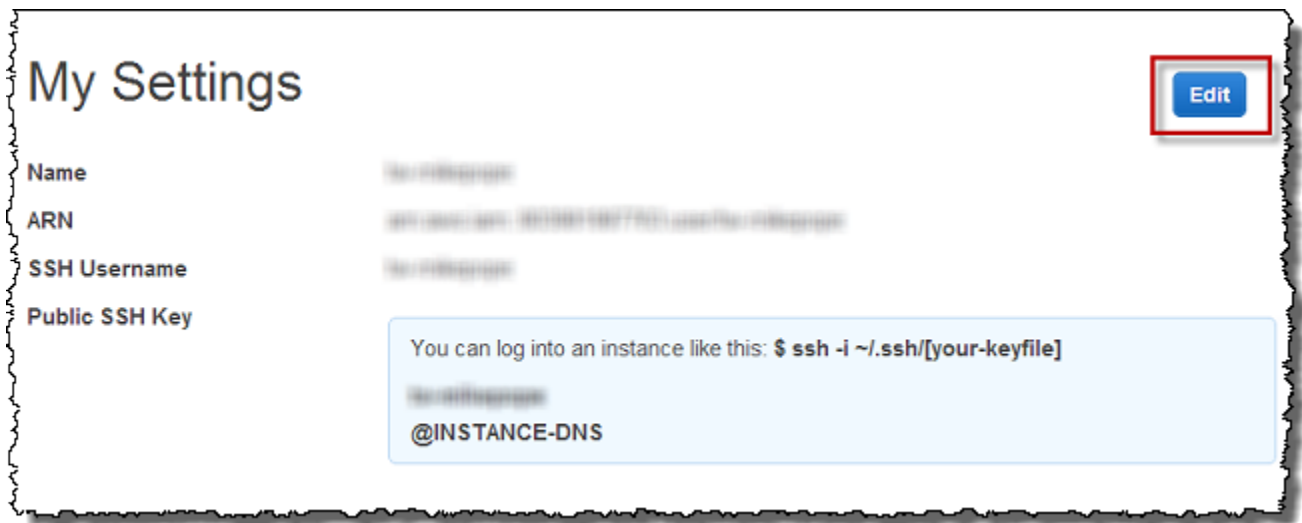 My Settings
Edit
Name
ARN
SSH Username
Public SSH Key
You can log into an instance like this: $ ssh -i ~/.ssh/[your-keyfile]
@INSTANCE-DNS